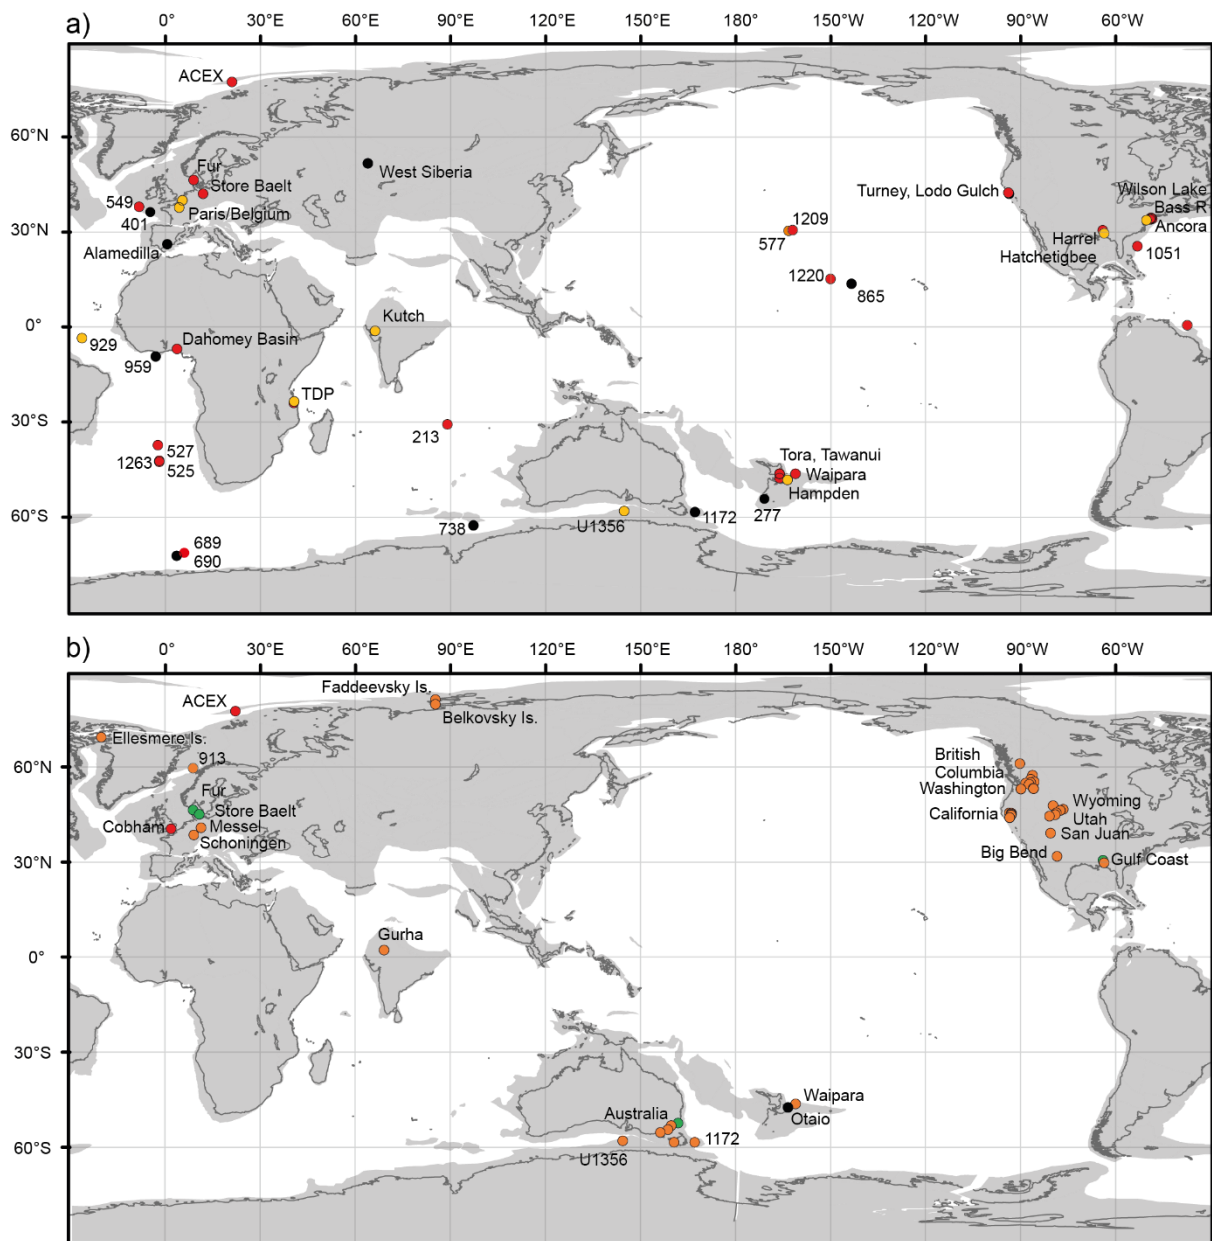 a)
0°
30°E
60°E
90°E
120°E
150°E
180°
150°W
120°W
90°W
60°W
ACEX
60°N
West Siberia
Fur
Store Baelt
549
Paris/Belgium
401
Turney, Lodo Gulch
Wilson Lake
Bass R
Ancora
30°N
Alamedilla
1209
577
Harrel
Hatchetigbee
1051
1220
865
Kutch
0°
929
Dahomey Basin
959
TDP
30°S
213
527
1263
525
Tora, Tawanui
Waipara
Hampden
60°S
738
U1356
1172
277
689
690
b)
0°
30°E
60°E
90°E
120°E
150°E
180°
150°W
120°W
90°W
60°W
Faddeevsky Is.
ACEX
Belkovsky Is.
Ellesmere Is.
913
60°N
British
Columbia
Washington
Fur
Store Baelt
Cobham
Messel
Schoningen
California
Wyoming
Utah
San Juan
Big Bend
Gulf Coast
30°N
Gurha
0°
30°S
Australia
Waipara
Otaio
1172
60°S
U1356